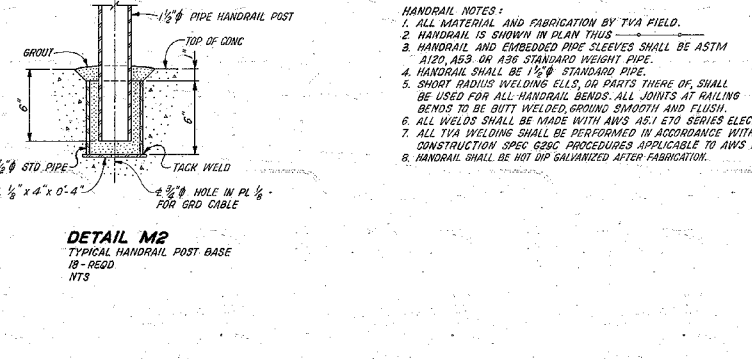 1½"ɸ PIPE HANDRAIL POST
GROUT
TOP OF CONC
1"
6"
6"
½"ɸ STD PIPE
TACK WELD
⅛" x 4" x 0'-4"
¾"ɸ HOLE IN PL ⅛
FOR GRD CABLE
DETAIL M2
TYPICAL HANDRAIL POST BASE
18-REQD
NTS
HANDRAIL NOTES:
1. ALL MATERIAL AND FABRICATION BY TVA FIELD.
2. HANDRAIL IS SHOWN IN PLAN THUS
3. HANDRAIL AND EMBEDDED PIPE SLEEVES SHALL BE ASTM
A120, A53 OR A36 STANDARD WEIGHT PIPE.
4. HANDRAIL SHALL BE 1½"ɸ STANDARD PIPE.
5. SHORT RADIUS WELDING ELLS, OR PARTS THERE OF, SHALL
BE USED FOR ALL HANDRAIL BENDS. ALL JOINTS AT RAILING
BENDS TO BE BUTT WELDED, GROUND SMOOTH AND FLUSH.
6. ALL WELDS SHALL BE MADE WITH AWS A5.1 E70 SERIES ELEC
7. ALL TVA WELDING SHALL BE PERFORMED IN ACCORDANCE WITH
CONSTRUCTION SPEC G29C PROCEDURES APPLICABLE TO AWS
8. HANDRAIL SHALL BE HOT DIP GALVANIZED AFTER FABRICATION.